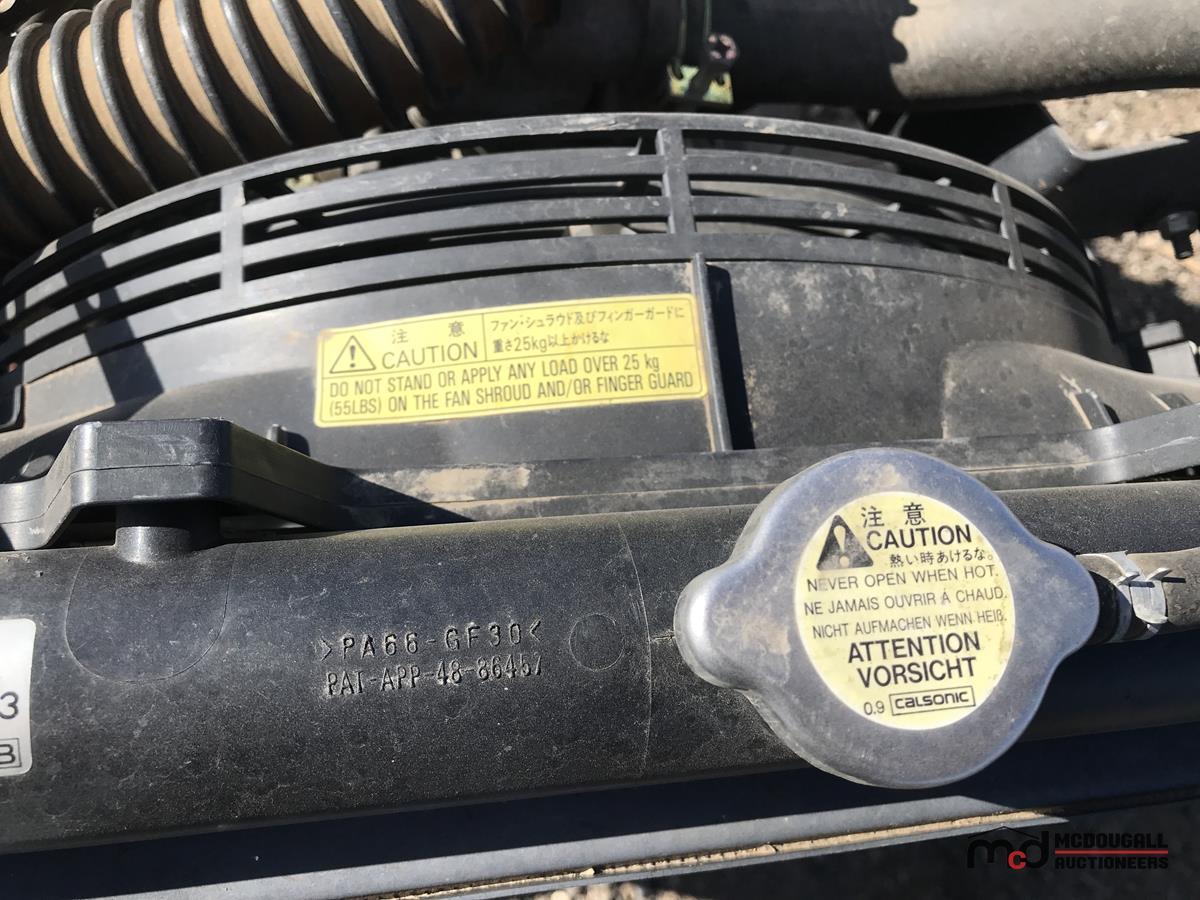 注 意
CAUTION
ファン・シュラウド及びフィンガーガードに
重さ25kg以上かけるな
DO NOT STAND OR APPLY ANY LOAD OVER 25 kg
(55LBS) ON THE FAN SHROUD AND/OR FINGER GUARD
注 意
CAUTION
熱い時あけるな。
NEVER OPEN WHEN HOT.
NE JAMAIS OUVRIR Á CHAUD.
NICHT AUFMACHEN WENN HEIß.
ATTENTION
VORSICHT
0.9 CALSONIC
>PA66-GF30<
PAT-APP-48-86457
3
B
mcd MCDOUGALL
AUCTIONEERS